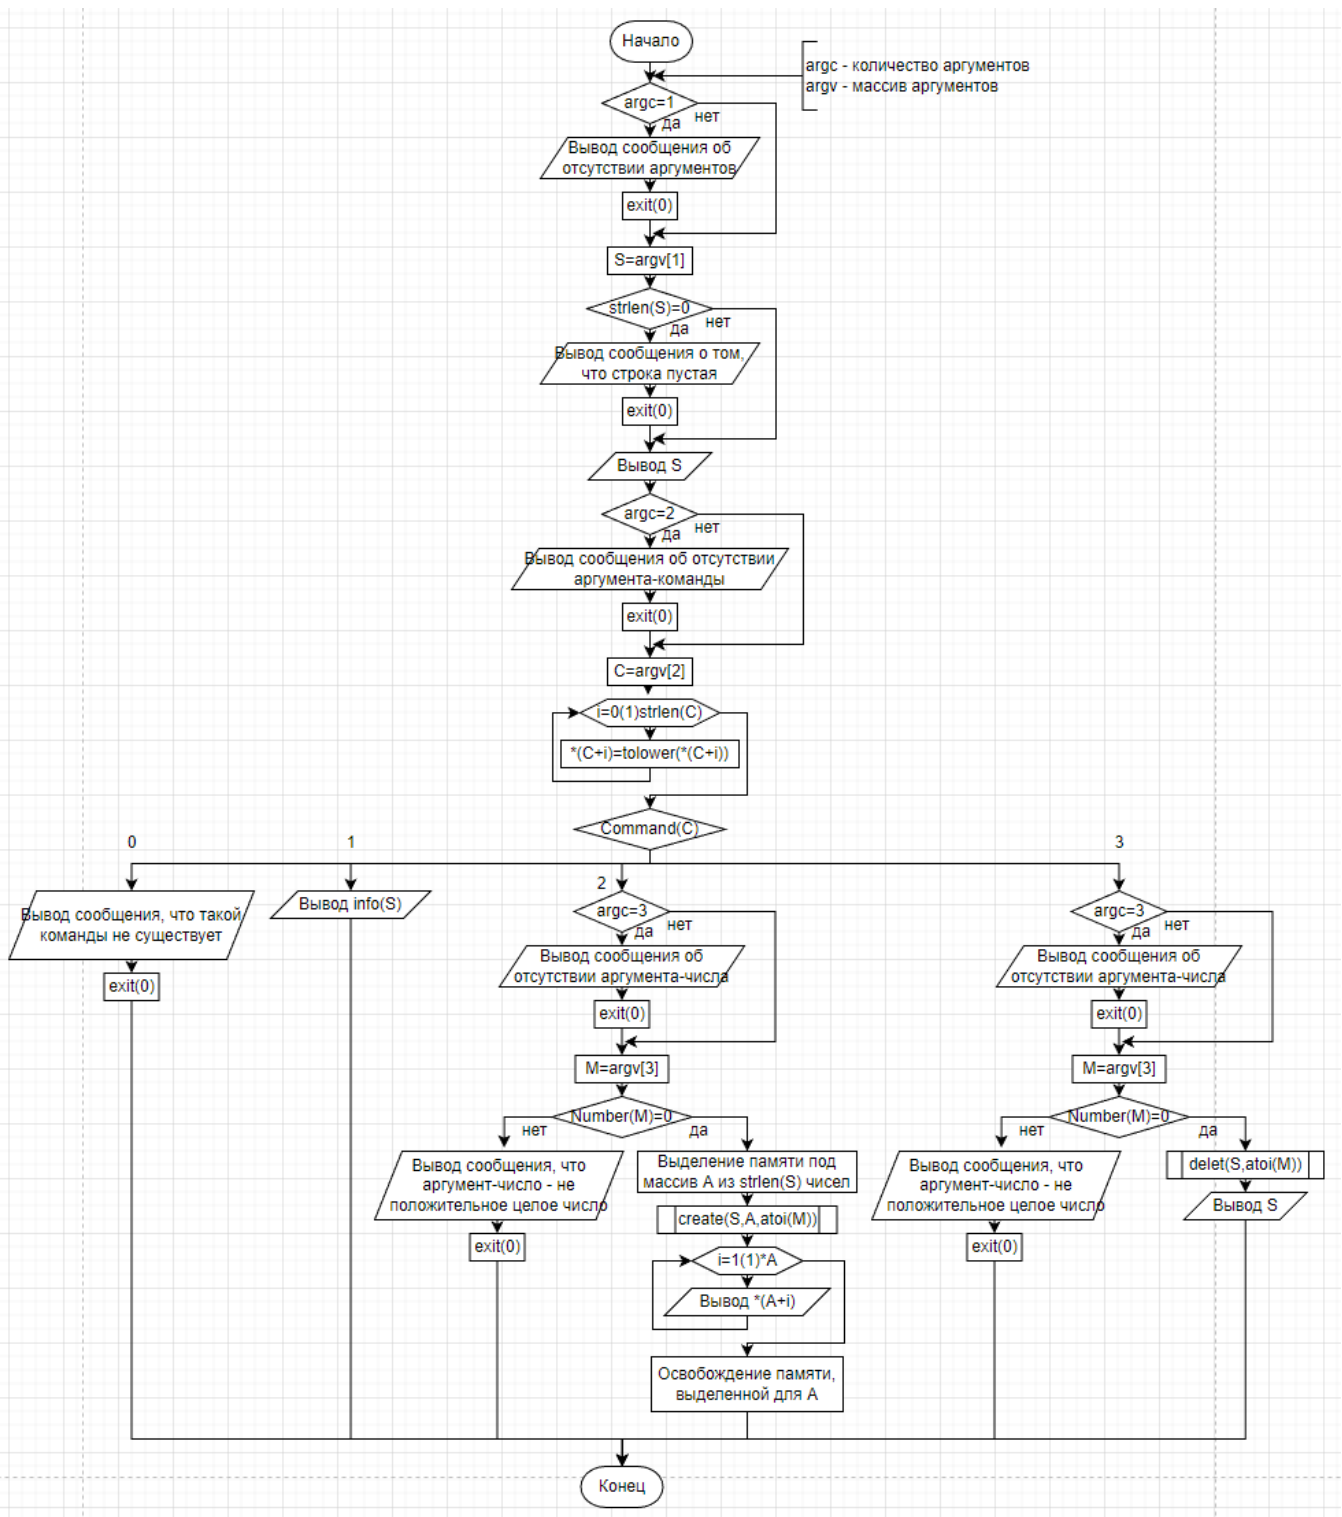 Начало
argc - количество аргументов
argv - массив аргументов
argc=1
нет
да
Вывод сообщения об
отсутствии аргументов
exit(0)
S=argv[1]
strlen(S)=0
нет
да
Вывод сообщения о том,
что строка пустая
exit(0)
Вывод S
argc=2
нет
да
Вывод сообщения об отсутствии
аргумента-команды
exit(0)
C=argv[2]
i=0(1)strlen(C)
*(C+i)=tolower(*(C+i))
Command(C)
0
Вывод сообщения, что такой
команды не существует
exit(0)
1
Вывод info(S)
2
argc=3
нет
да
Вывод сообщения об
отсутствии аргумента-числа
exit(0)
M=argv[3]
Number(M)=0
нет
да
Вывод сообщения, что
аргумент-число - не
положительное целое число
exit(0)
Выделение памяти под
массив А из strlen(S) чисел
create(S,A,atoi(M))
i=1(1)*A
Вывод *(A+i)
Освобождение памяти,
выделенной для А
3
argc=3
нет
да
Вывод сообщения об
отсутствии аргумента-числа
exit(0)
M=argv[3]
Number(M)=0
нет
да
Вывод сообщения, что
аргумент-число - не
положительное целое число
exit(0)
delet(S,atoi(M))
Вывод S
Конец